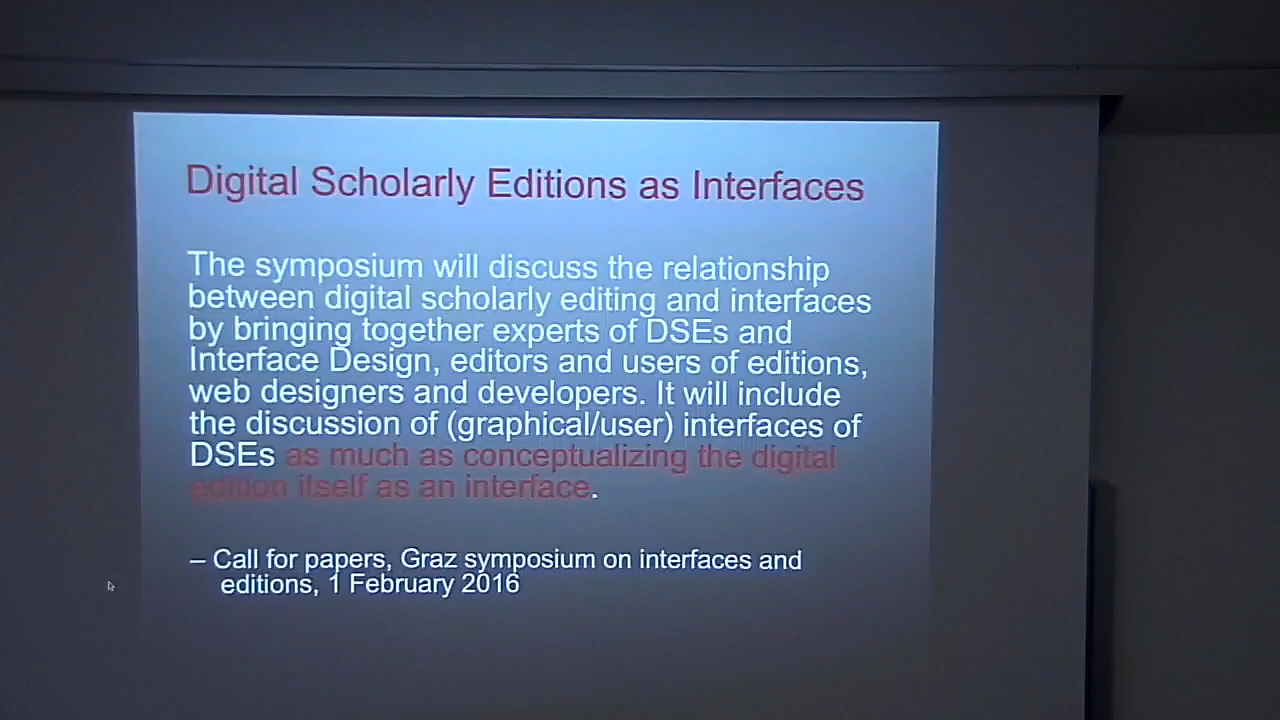 Digital Scholarly Editions as Interfaces
The symposium will discuss the relationship
between digital scholarly editing and interfaces
by bringing together experts of DSEs and
Interface Design, editors and users of editions,
web designers and developers. It will include
the discussion of (graphical/user) interfaces of
DSEs as much as conceptualizing the digital
edition itself as an interface.
– Call for papers, Graz symposium on interfaces and
editions, 1 February 2016